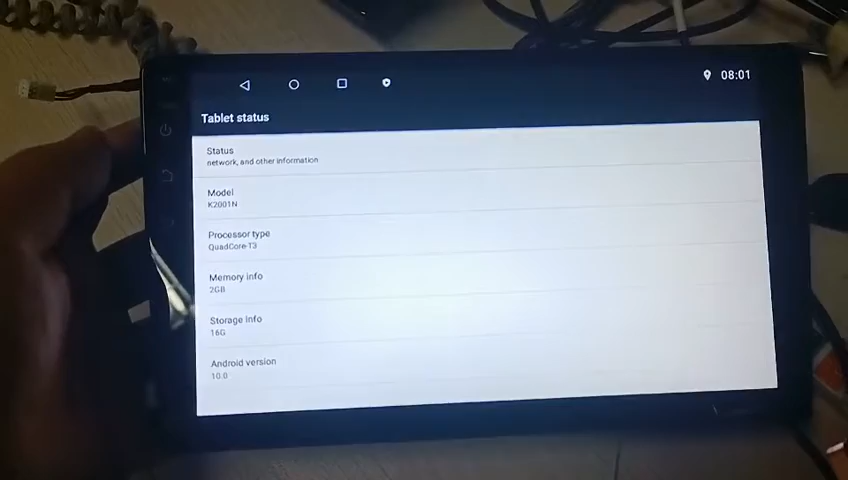 08:01
Tablet status
Status
network, and other information
Model
K2001N
Processor type
QuadCore-T3
Memory info
2GB
Storage info
16G
Android version
10.0